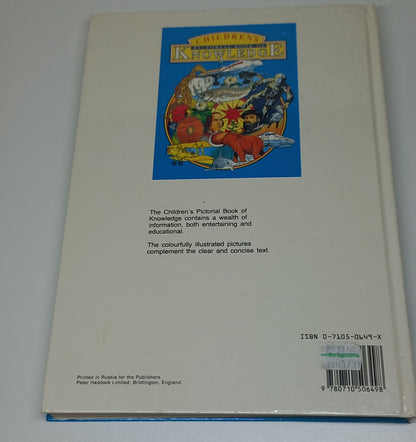 CHILDREN'S
PICTORIAL BOOK OF
KNOWLEDGE
The Children's Pictorial Book of
Knowledge contains a wealth of
information, both entertaining and
educational.
The colourfully illustrated pictures
complement the clear and concise text.
ISBN 0-7105-0649-X
9 780710 506498
Printed in Russia for the Publishers
Peter Haddock Limited, Bridlington, England.